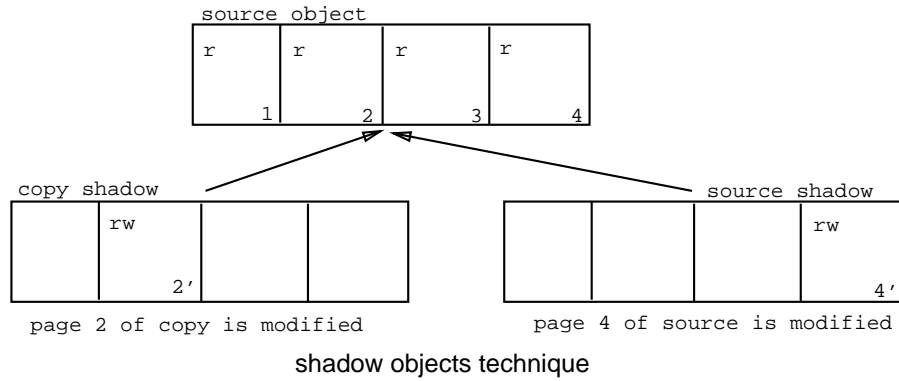 source object
r r r r
1 2 3 4
copy shadow
source shadow
rw
rw
2'
4'
page 2 of copy is modified
page 4 of source is modified
shadow objects technique